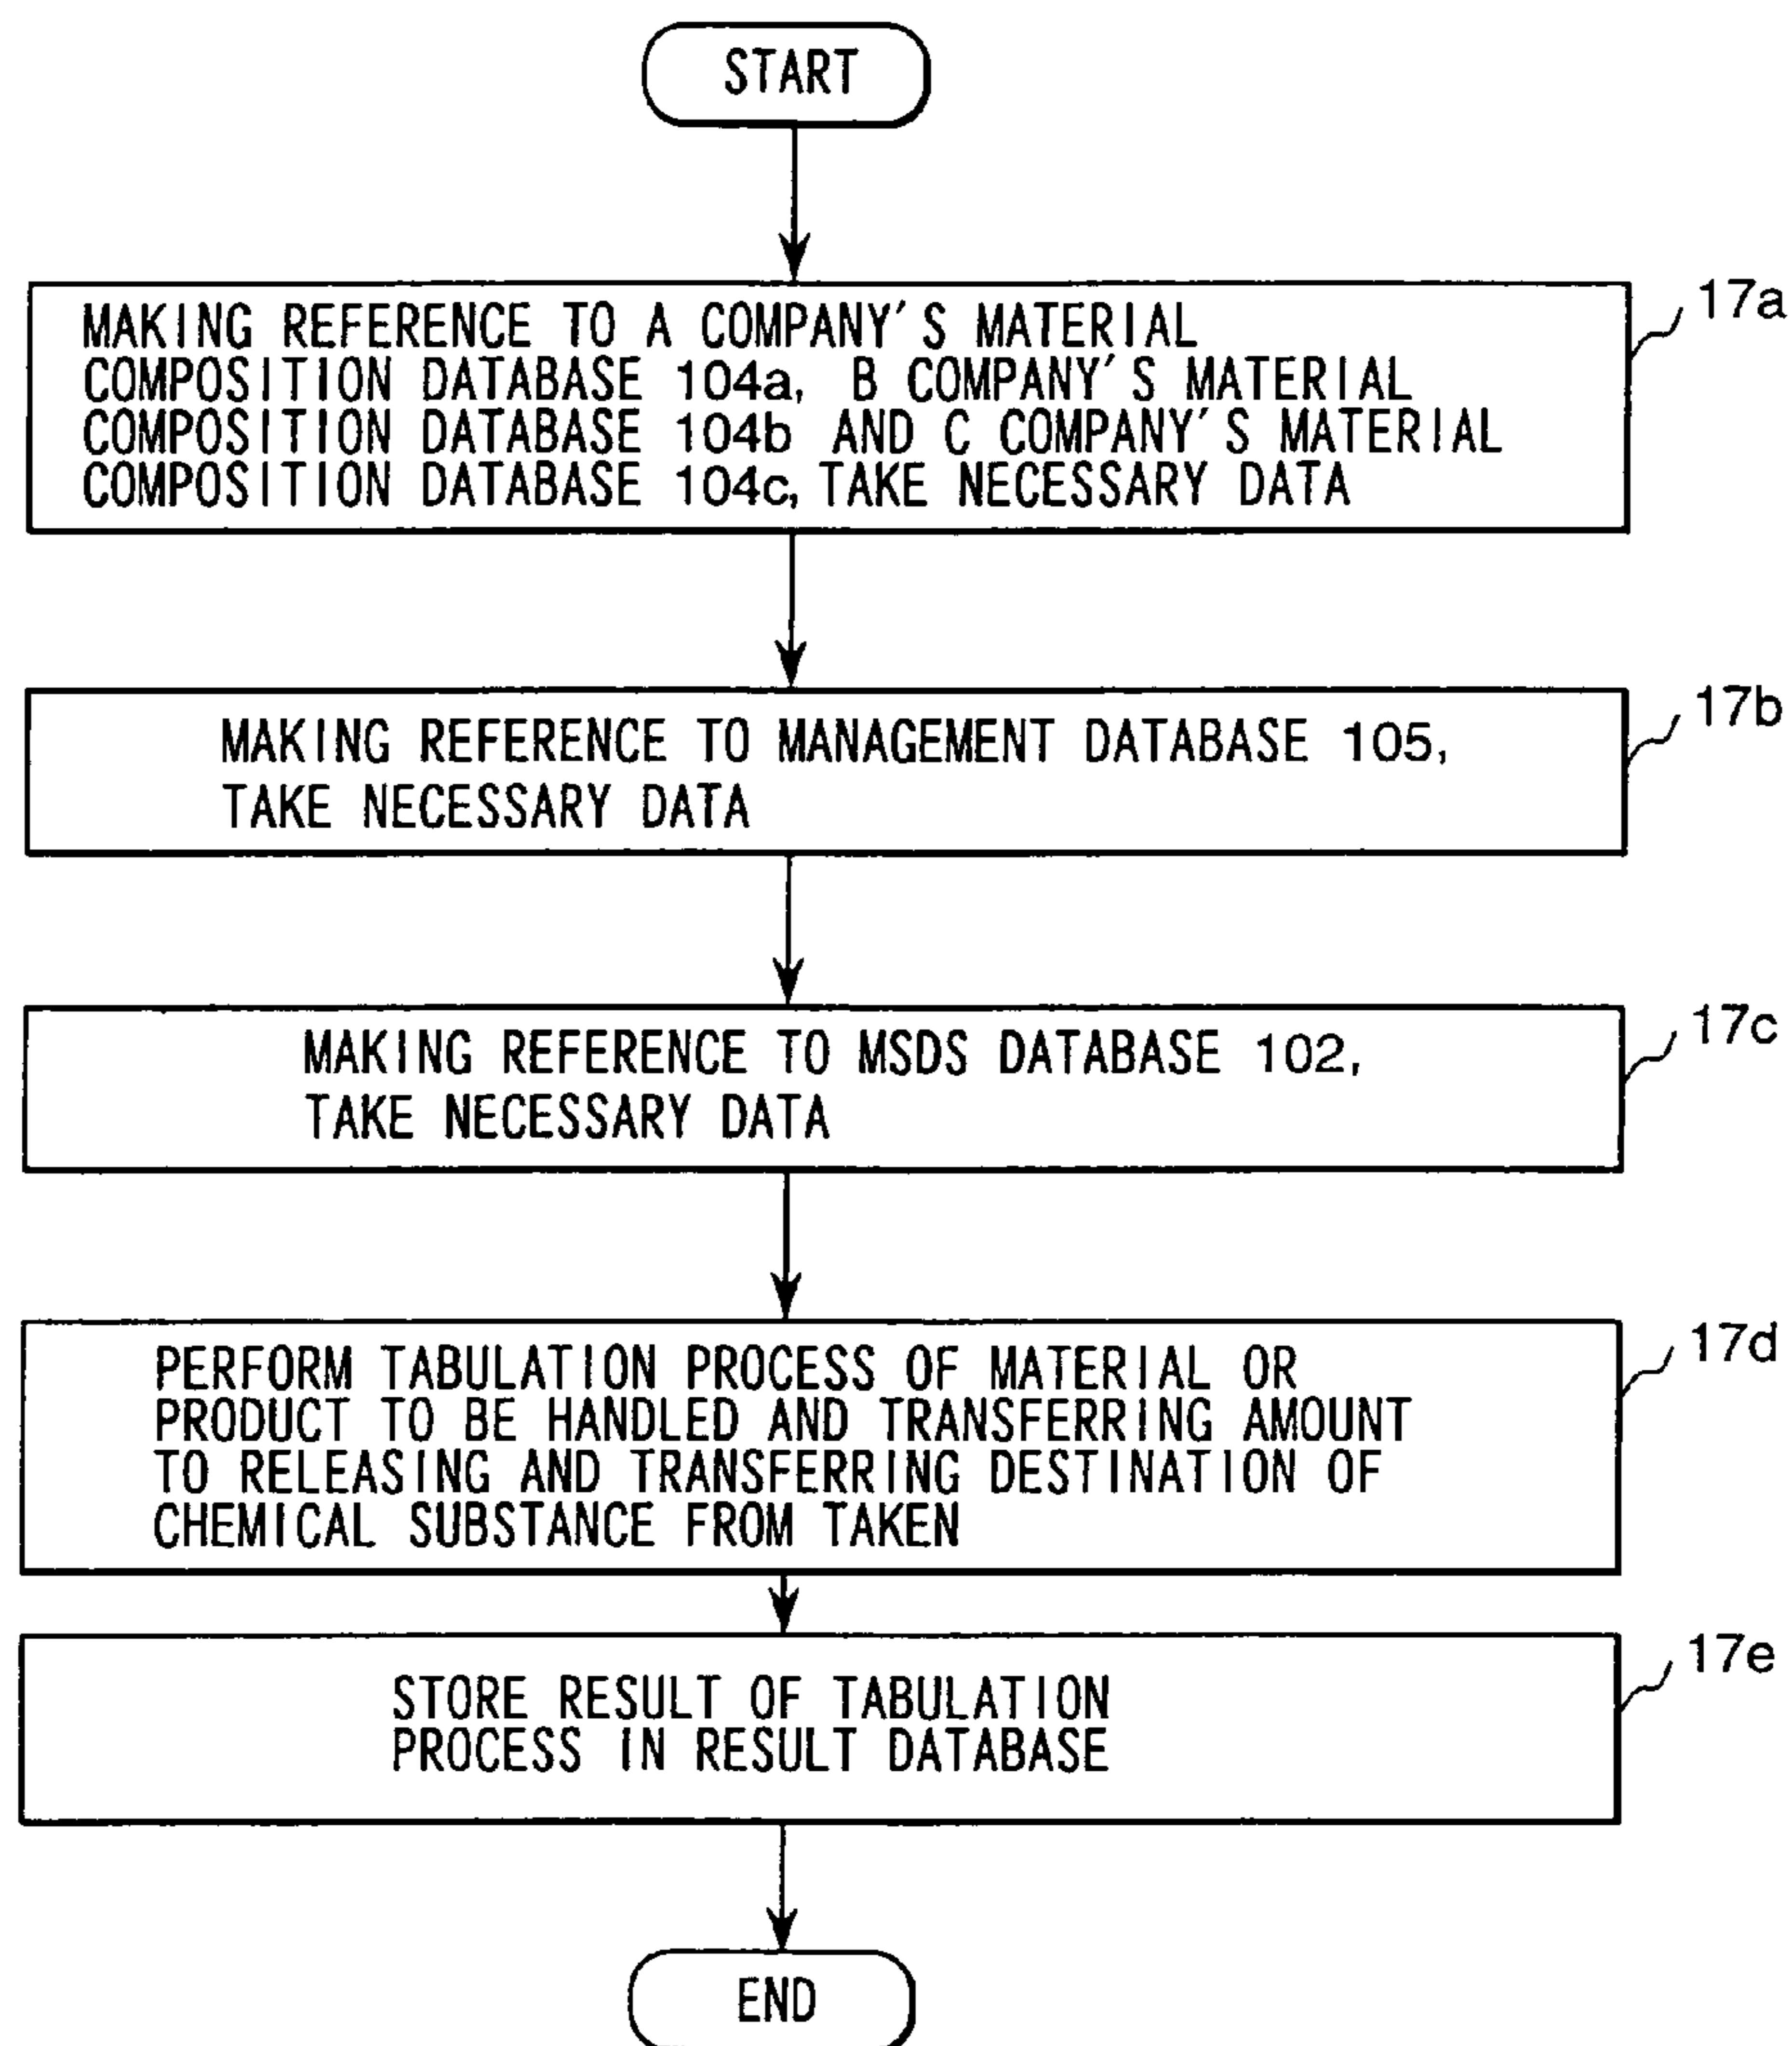 START
17a
MAKING REFERENCE TO A COMPANY'S MATERIAL
COMPOSITION DATABASE 104a, B COMPANY'S MATERIAL
COMPOSITION DATABASE 104b AND C COMPANY'S MATERIAL
COMPOSITION DATABASE 104c, TAKE NECESSARY DATA
17b
MAKING REFERENCE TO MANAGEMENT DATABASE 105,
TAKE NECESSARY DATA
17c
MAKING REFERENCE TO MSDS DATABASE 102,
TAKE NECESSARY DATA
17d
PERFORM TABULATION PROCESS OF MATERIAL OR
PRODUCT TO BE HANDLED AND TRANSFERRING AMOUNT
TO RELEASING AND TRANSFERRING DESTINATION OF
CHEMICAL SUBSTANCE FROM TAKEN
17e
STORE RESULT OF TABULATION
PROCESS IN RESULT DATABASE
END